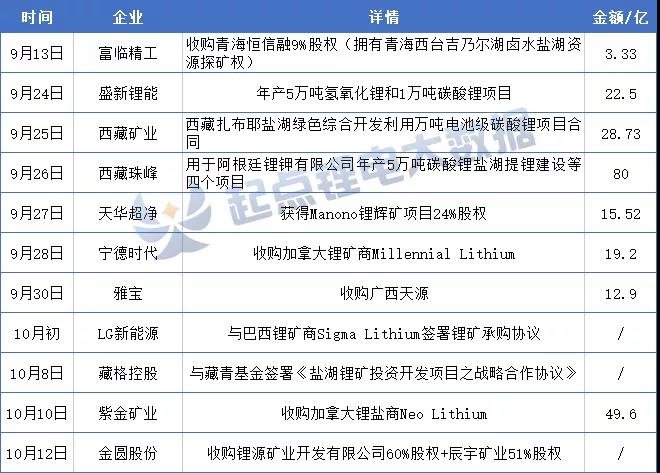 时间 企业 详情 金额/亿
9月13日 富临精工 收购青海恒信融9%股权（拥有青海西台吉乃尔湖卤水盐湖资
源探矿权） 3.33
9月24日 盛新锂能 年产5万吨氢氧化锂和1万吨碳酸锂项目 22.5
9月25日 西藏矿业 西藏扎布耶盐湖绿色综合开发利用万吨电池级碳酸锂项目合
同 28.73
9月26日 西藏珠峰 用于阿根廷锂钾有限公司年产5万吨碳酸锂盐湖提锂建设等
四个项目 80
9月27日 天华超净 获得Manono锂辉矿项目24%股权 15.52
9月28日 宁德时代 收购加拿大锂矿商Millennial Lithium 19.2
9月30日 雅宝 收购广西天源 12.9
10月初 LG新能源 与巴西锂矿商Sigma Lithium签署锂矿承购协议 /
10月8日 藏格控股 与藏青基金签署《盐湖锂矿投资开发项目之战略合作协议》 /
10月10日 紫金矿业 收购加拿大锂盐商Neo Lithium 49.6
10月12日 金圆股份 收购锂源矿业开发有限公司60%股权+辰宇矿业51%股权 /
起点锂电大数据